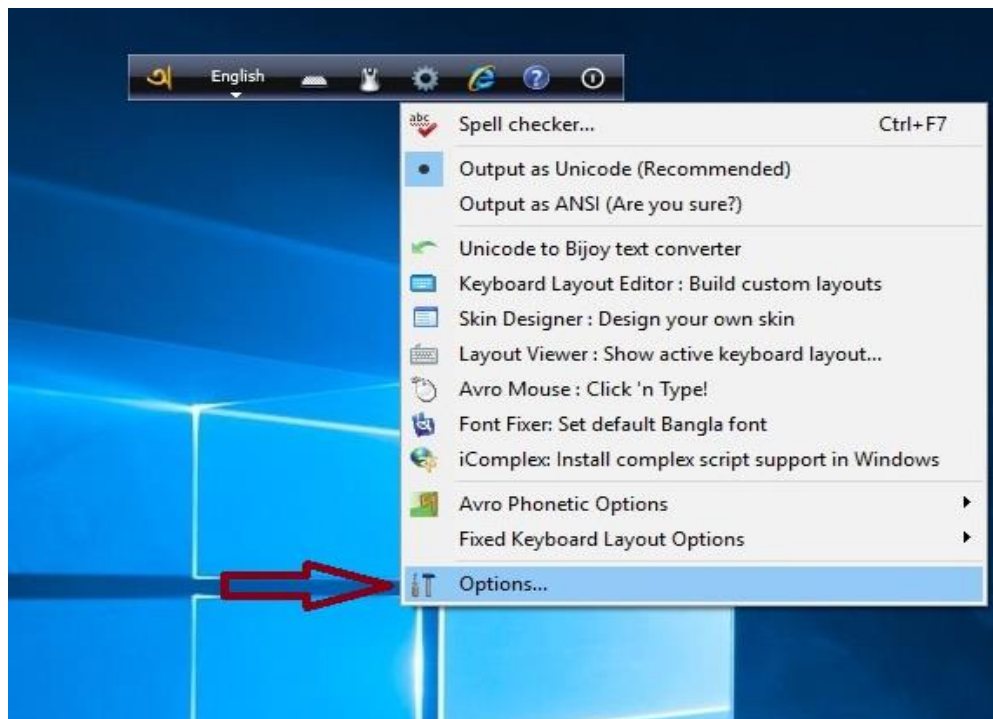 অ English
abc
Spell checker... Ctrl+F7
Output as Unicode (Recommended)
Output as ANSI (Are you sure?)
Unicode to Bijoy text converter
Keyboard Layout Editor : Build custom layouts
Skin Designer : Design your own skin
Layout Viewer : Show active keyboard layout...
Avro Mouse : Click 'n Type!
Font Fixer: Set default Bangla font
iComplex: Install complex script support in Windows
Avro Phonetic Options
Fixed Keyboard Layout Options
Options...